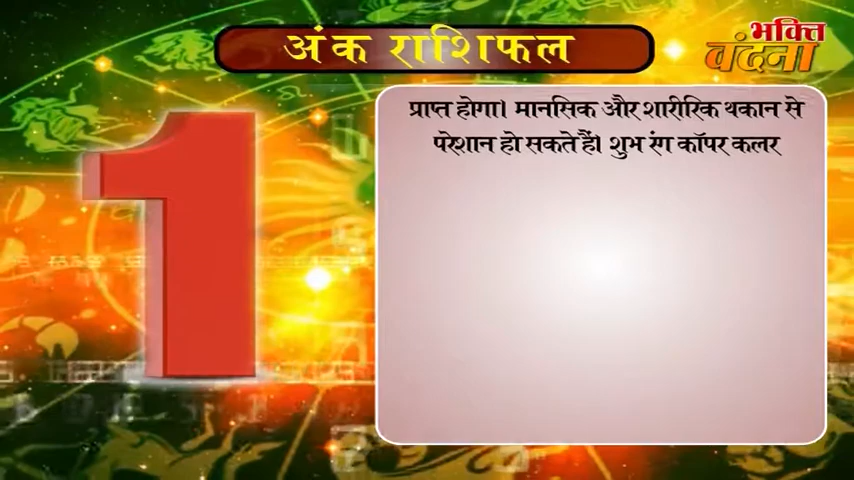 अंक राशिफल
भक्ति
वंदना
1
प्राप्त होगा। मानसिक और शारीरिक थकान से
परेशान हो सकते हैं। शुभ रंग कॉपर कलर